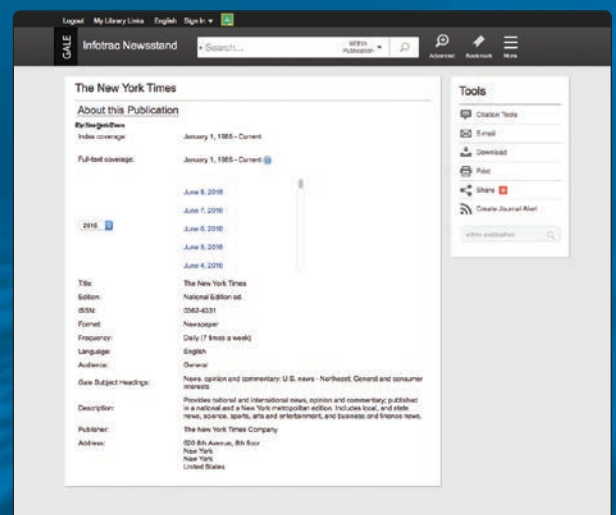 Logout My Library Links English Sign In
GALE
Infotrac Newsstand
Search...
Within
Publication
Advanced
Bookmark
More
The New York Times
About this Publication
Index coverage:
January 1, 1985 - Current
Full-text coverage:
January 1, 1985 - Current
2016
June 8, 2016
June 7, 2016
June 6, 2016
June 5, 2016
June 4, 2016
Title:
The New York Times
Edition:
National Edition ed.
ISSN:
0362-4331
Format:
Newspaper
Frequency:
Daily (7 times a week)
Language:
English
Audience:
General
Gale Subject Headings:
News, opinion and commentary; U.S. news - Northeast; General and consumer
interests
Description:
Provides national and international news, opinion and commentary; published
in a national and a New York metropolitan edition. Includes local, and state
news, science, sports, arts and entertainment, and business and finance news.
Publisher:
The New York Times Company
Address:
620 8th Avenue, 8th floor
New York
New York
United States
Tools
Citation Tools
E-mail
Download
Print
Share
Create Journal Alert
within publication